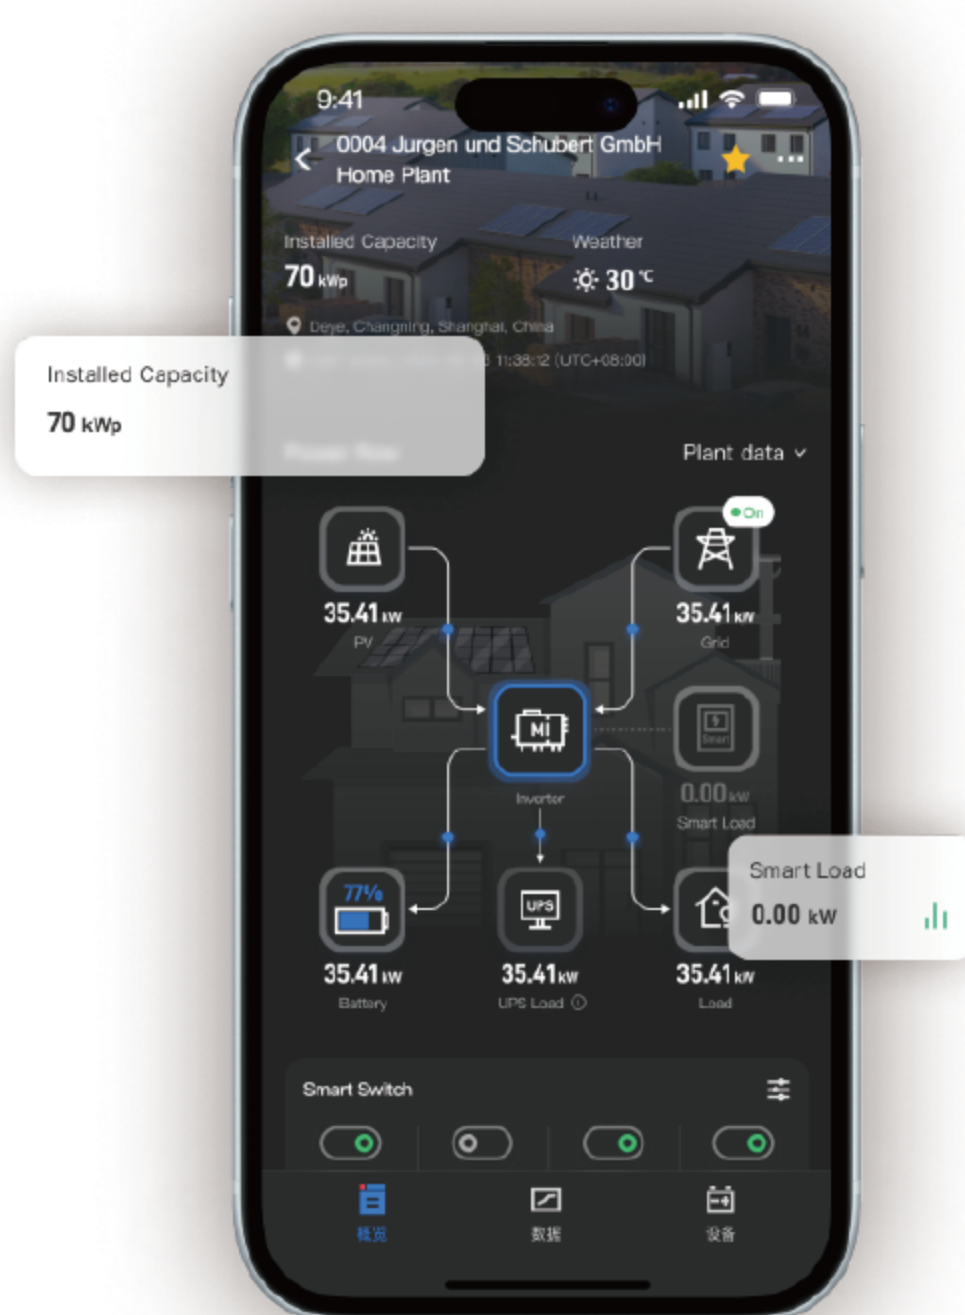 9:41
0004 Jurgen und Schubert GmbH
Home Plant
Installed Capacity
Weather
70 kWp
30 ℃
Deye, Changning, Shanghai, China
11:38:12 (UTC+08:00)
Installed Capacity
70 kWp
Power flow
Plant data
On
35.41 kW
PV
35.41 kW
Grid
Mi
Inverter
Smart
0.00 kW
Smart Load
Smart Load
0.00 kW
77%
UPS
35.41 kW
Battery
35.41 kW
UPS Load
35.41 kW
Load
Smart Switch
概览
数据
设备